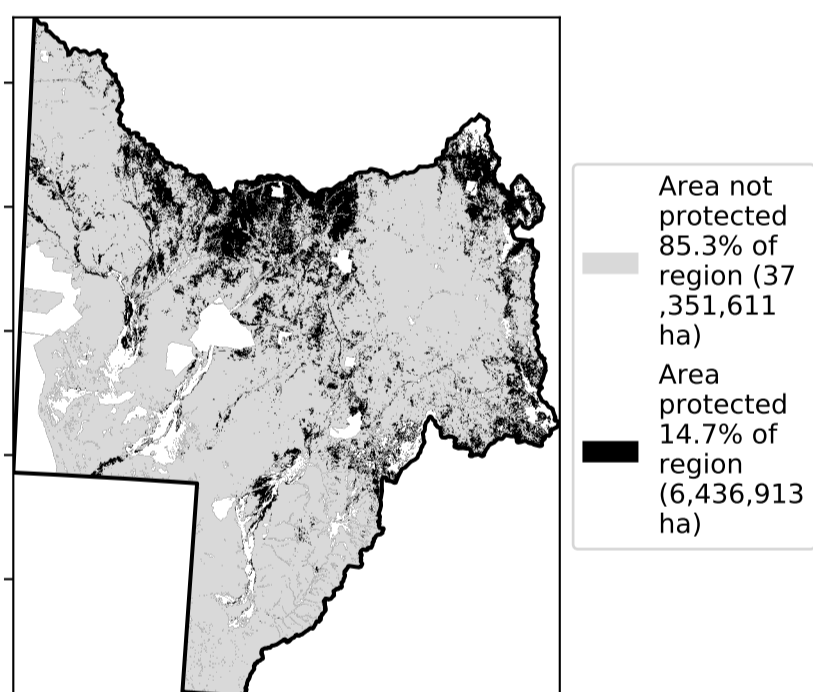 Area not
protected
85.3% of
region (37
,351,611
ha)
Area
protected
14.7% of
region
(6,436,913
ha)